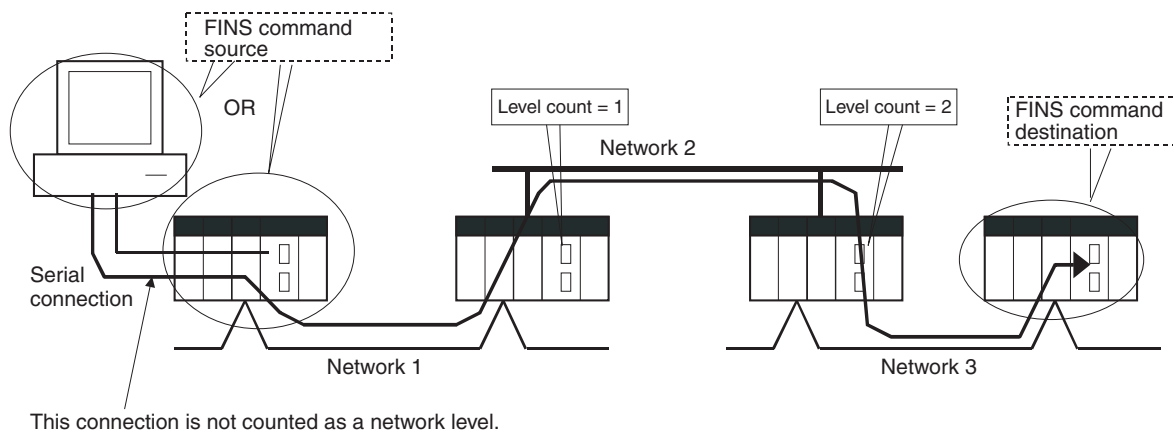 FINS command
source
OR
Level count = 1
Level count = 2
FINS command
destination
Network 2
Serial
connection
Network 1
Network 3
This connection is not counted as a network level.